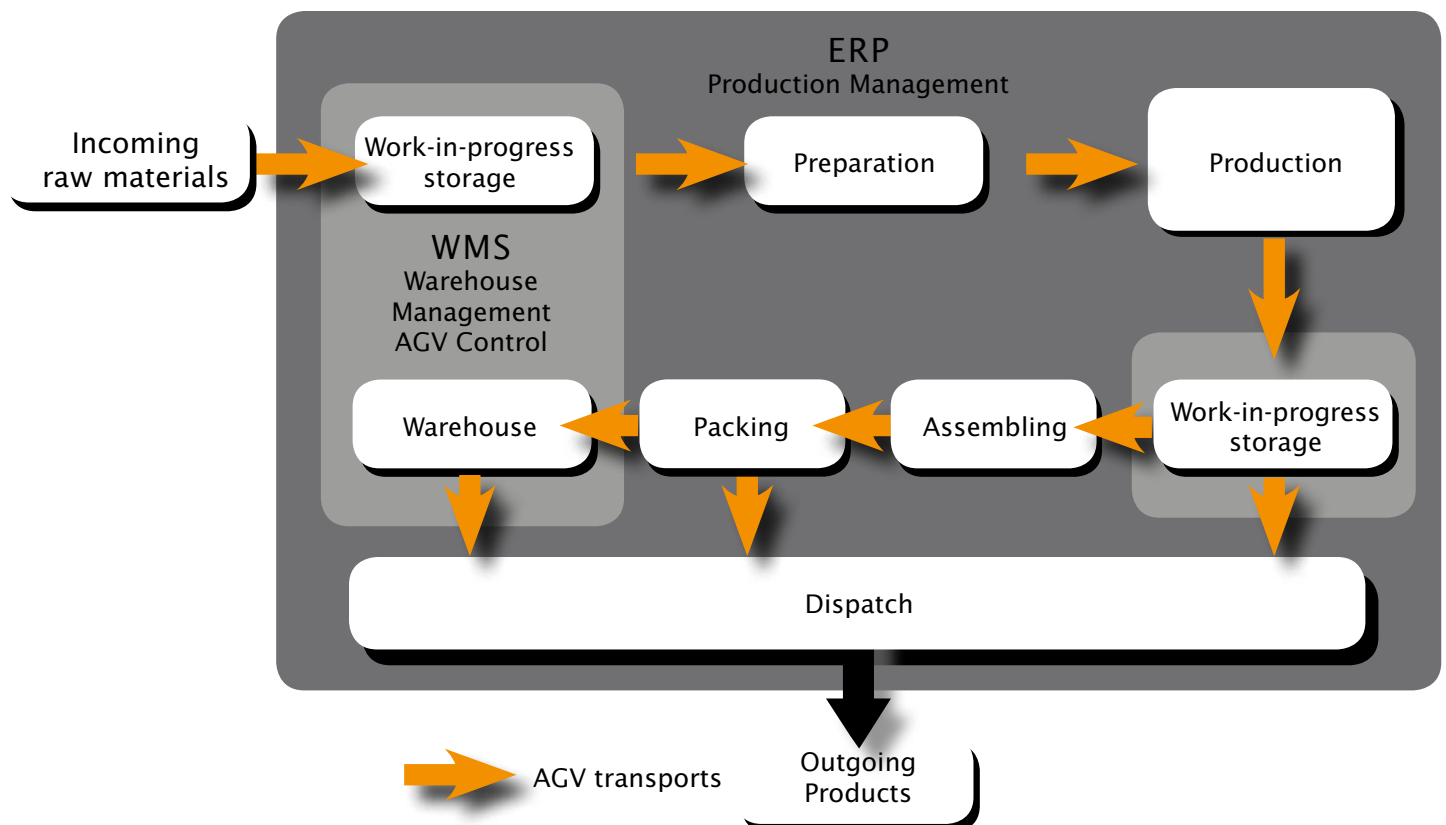 ERP
Production Management
Incoming
raw materials
Work-in-progress
storage
Preparation
Production
WMS
Warehouse
Management
AGV Control
Warehouse
Packing
Assembling
Work-in-progress
storage
Dispatch
AGV transports
Outgoing
Products